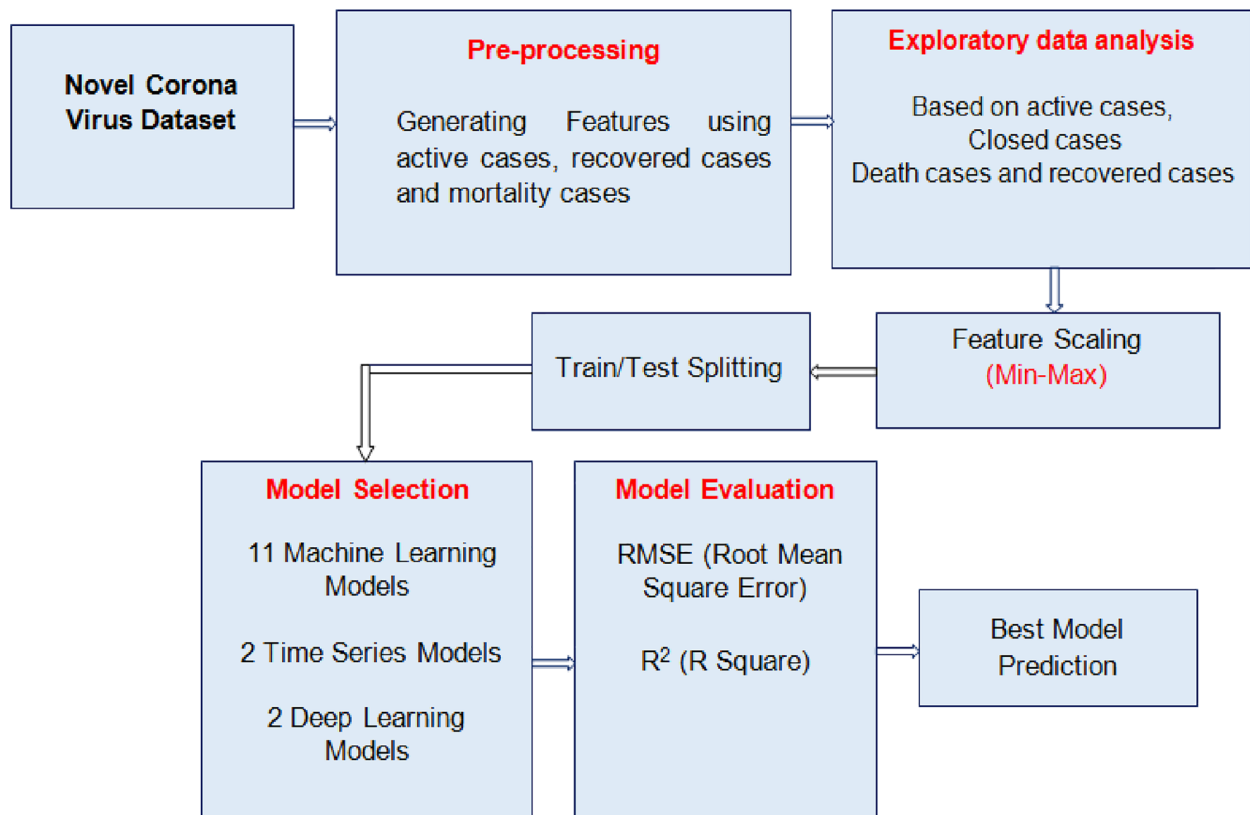 Novel Corona
Virus Dataset
Pre-processing
Generating Features using
active cases, recovered cases
and mortality cases
Exploratory data analysis
Based on active cases,
Closed cases
Death cases and recovered cases
Feature Scaling
(Min-Max)
Train/Test Splitting
Model Selection
11 Machine Learning
Models
2 Time Series Models
2 Deep Learning
Models
Model Evaluation
RMSE (Root Mean
Square Error)
R² (R Square)
Best Model
Prediction